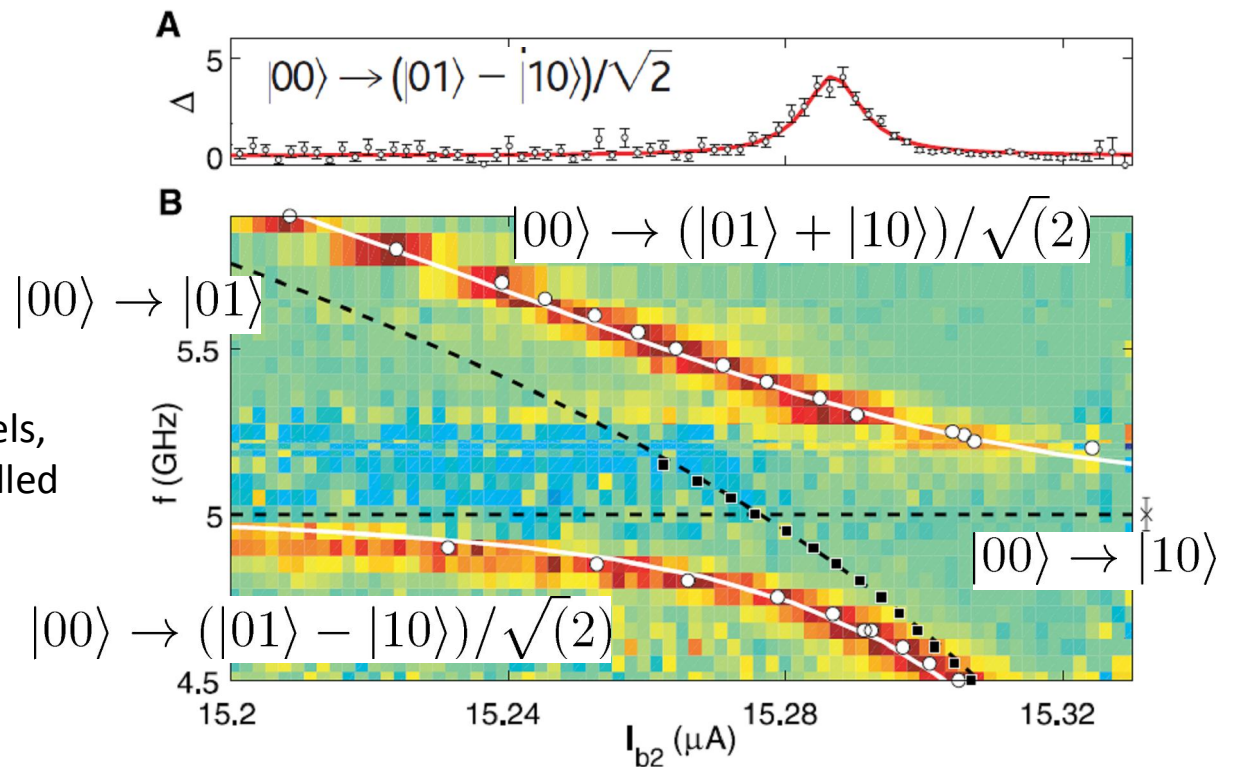 A
5
|00⟩ → (|01⟩ − |10⟩)/√2
Δ
0
B
|00⟩ → (|01⟩ + |10⟩)/√(2)
|00⟩ → |01⟩
5.5
els,
lled
f (GHz)
5
|00⟩ → |10⟩
|00⟩ → (|01⟩ − |10⟩)/√(2)
4.5
15.2 15.24 15.28 15.32
I_b2 (μA)